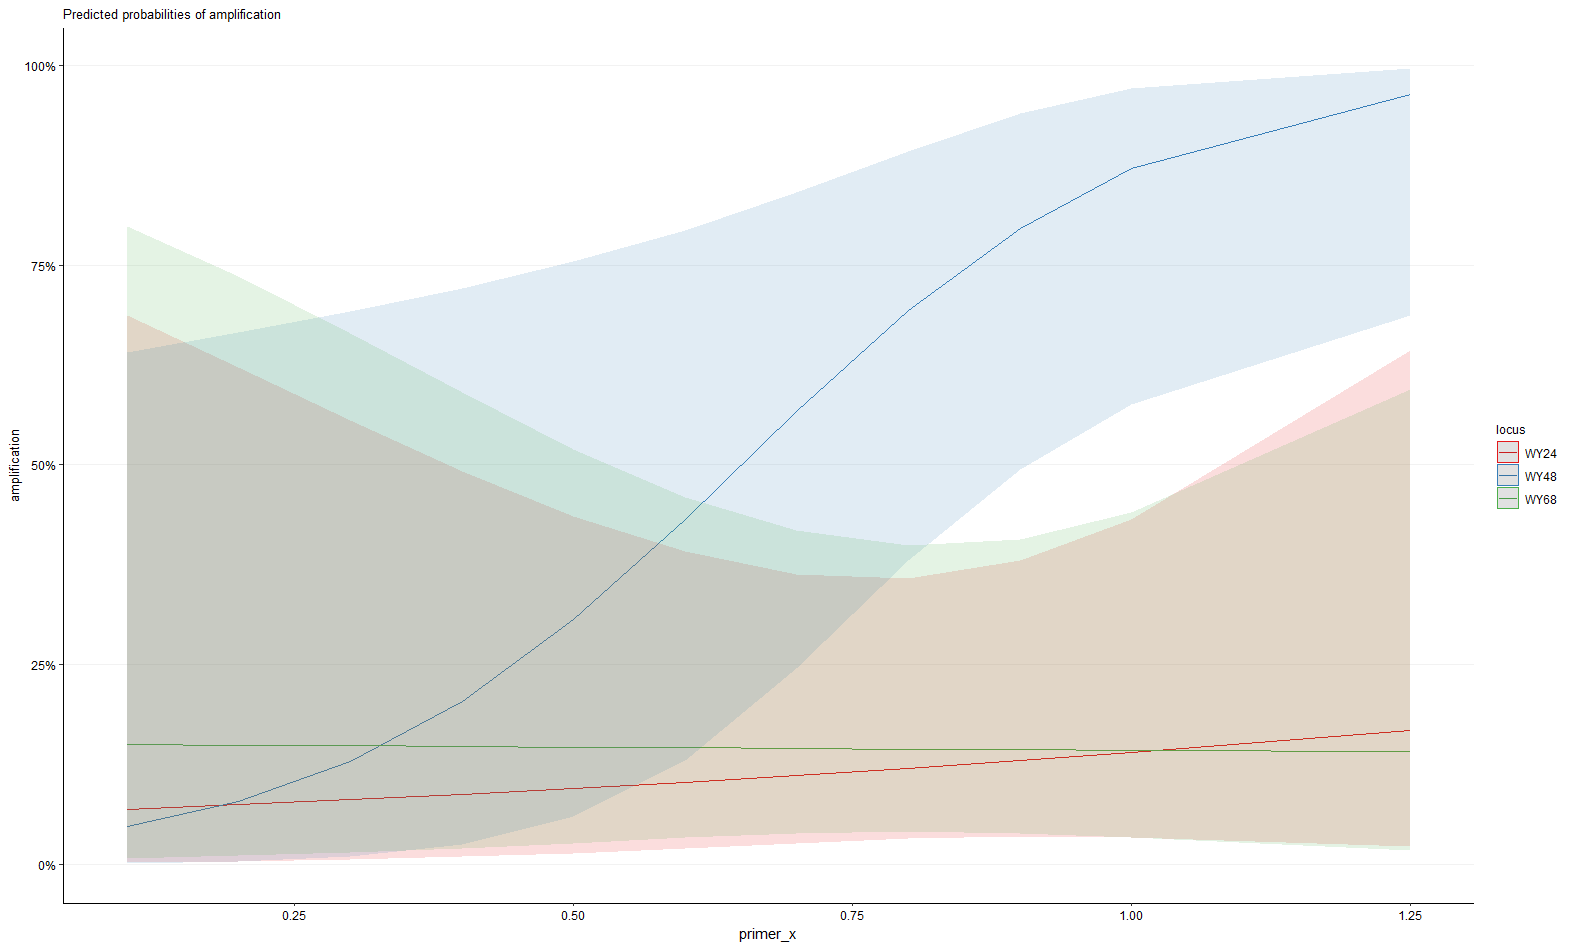 Predicted probabilities of amplification
100%
75%
50%
25%
0%
amplification
0.25
0.50
0.75
1.00
1.25
primer_x
locus
WY24
WY48
WY68